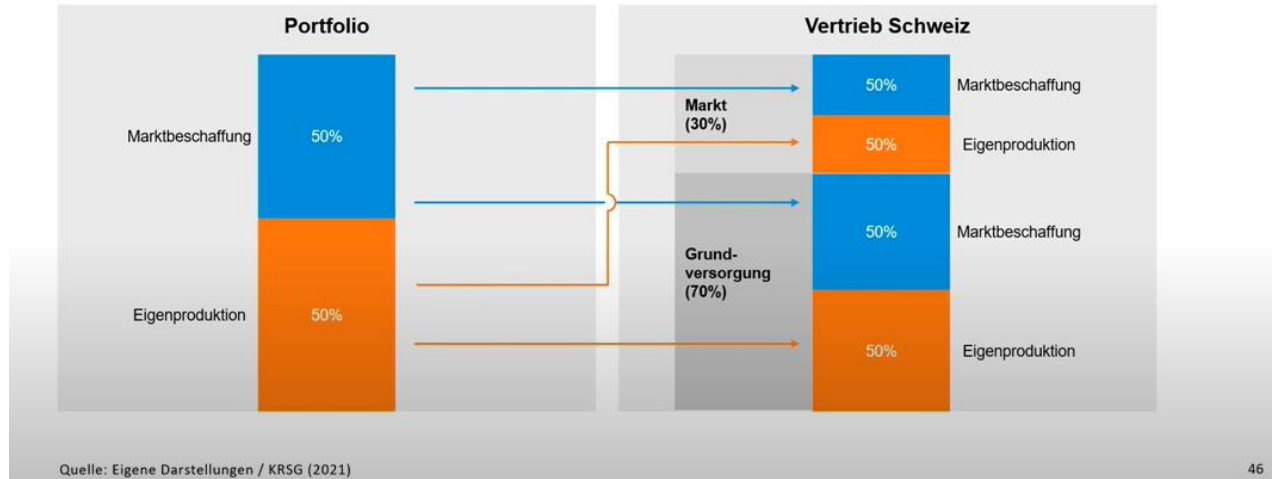 Portfolio
Vertrieb Schweiz
Marktbeschaffung
50%
Eigenproduktion
50%
Markt
(30%)
50%
Marktbeschaffung
50%
Eigenproduktion
Grund-
versorgung
(70%)
50%
Marktbeschaffung
50%
Eigenproduktion
Quelle: Eigene Darstellungen / KRSG (2021)
46